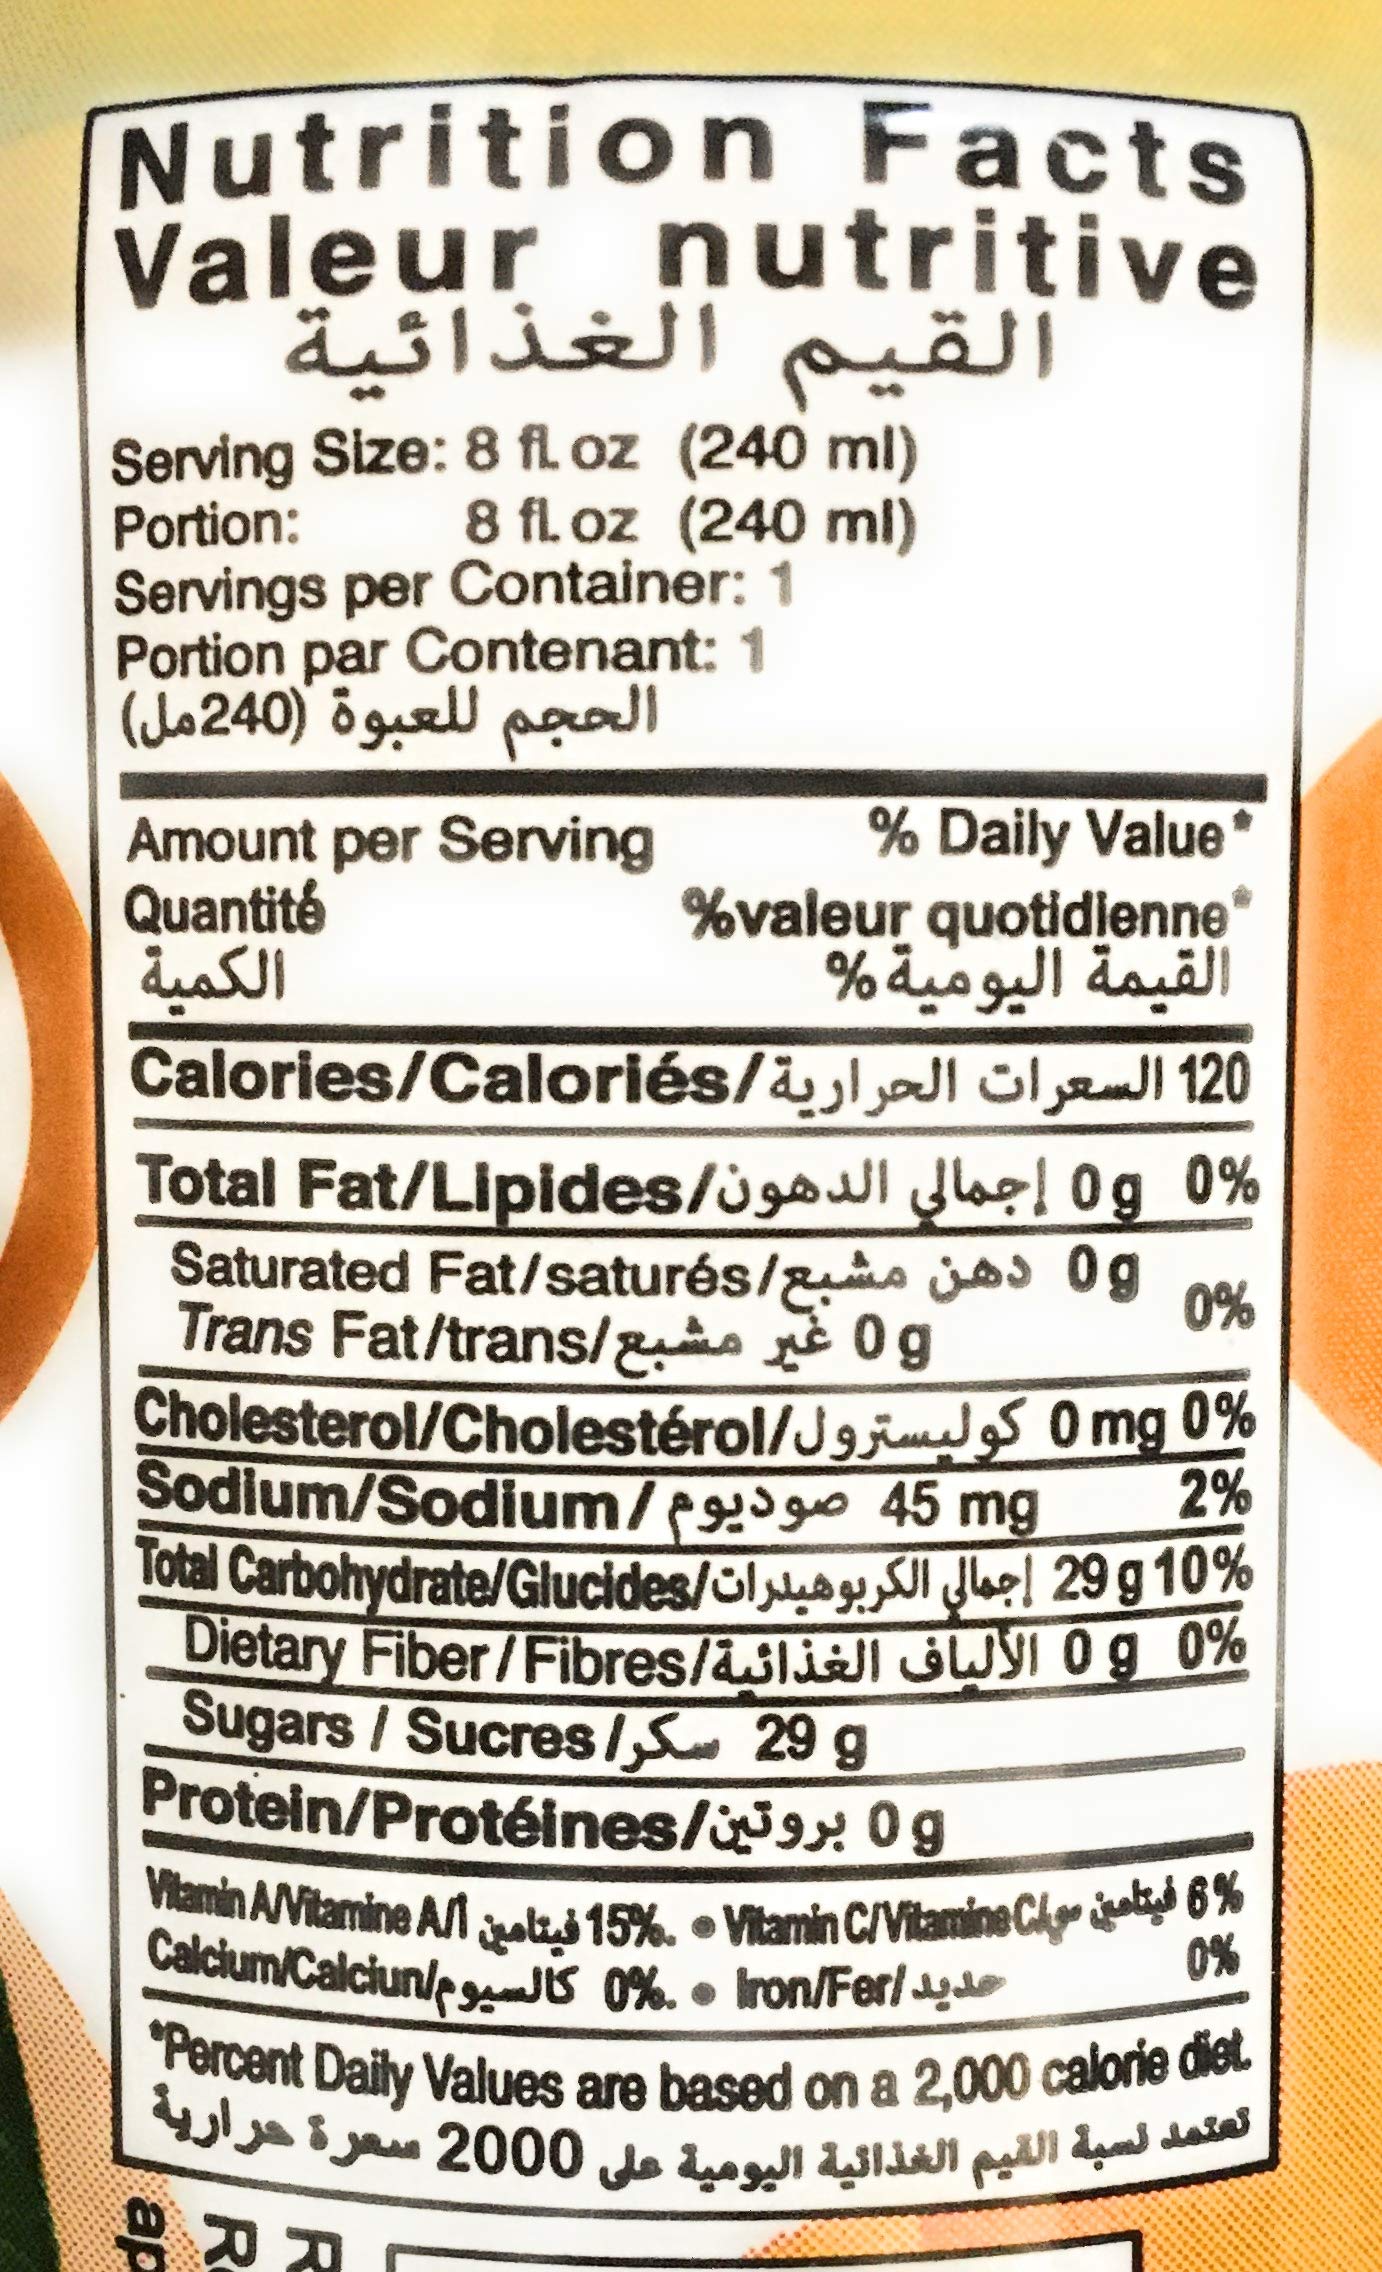 Nutrition Facts
Valeur nutritive
القيم الغذائية
Serving Size: 8 fl. oz (240 ml)
Portion: 8 fl. oz (240 ml)
Servings per Container: 1
Portion par Contenant: 1
الحجم للعبوة (240مل)
Amount per Serving % Daily Value*
Quantité %valeur quotidienne*
الكمية القيمة اليومية %
Calories/Caloriés/السعرات الحرارية 120
Total Fat/Lipides/إجمالي الدهون 0 g 0%
Saturated Fat/saturés/دهن مشبع 0 g
Trans Fat/trans/غير مشبع 0 g 0%
Cholesterol/Cholestérol/كوليسترول 0 mg 0%
Sodium/Sodium/صوديوم 45 mg 2%
Total Carbohydrate/Glucides/إجمالي الكربوهيدرات 29 g 10%
Dietary Fiber/Fibres/الألياف الغذائية 0 g 0%
Sugars / Sucres/سكر 29 g
Protein/Protéines/بروتين 0 g
Vitamin A/Vitamine A/فيتامين أ 15%. • Vitamin C/Vitamine C/فيتامين سي 6%
Calcium/Calciun/كالسيوم 0%. • Iron/Fer/حديد 0%
*Percent Daily Values are based on a 2,000 calorie diet.
تعتمد نسبة القيم الغذائية اليومية على 2000 سعرة حرارية